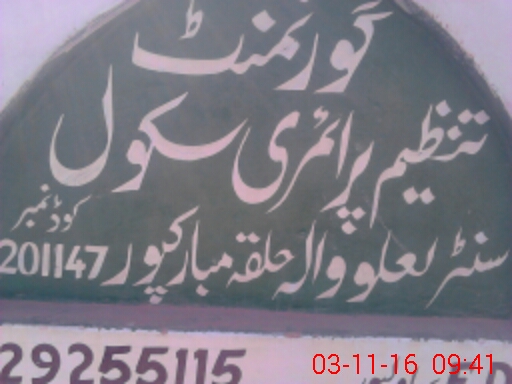 گورنمنٹ
تنظیم پرائمری سکول
کوڈ نمبر
سنٹر لعلو والہ حلقہ مبارکپور 201147
29255115
03-11-16 09:41